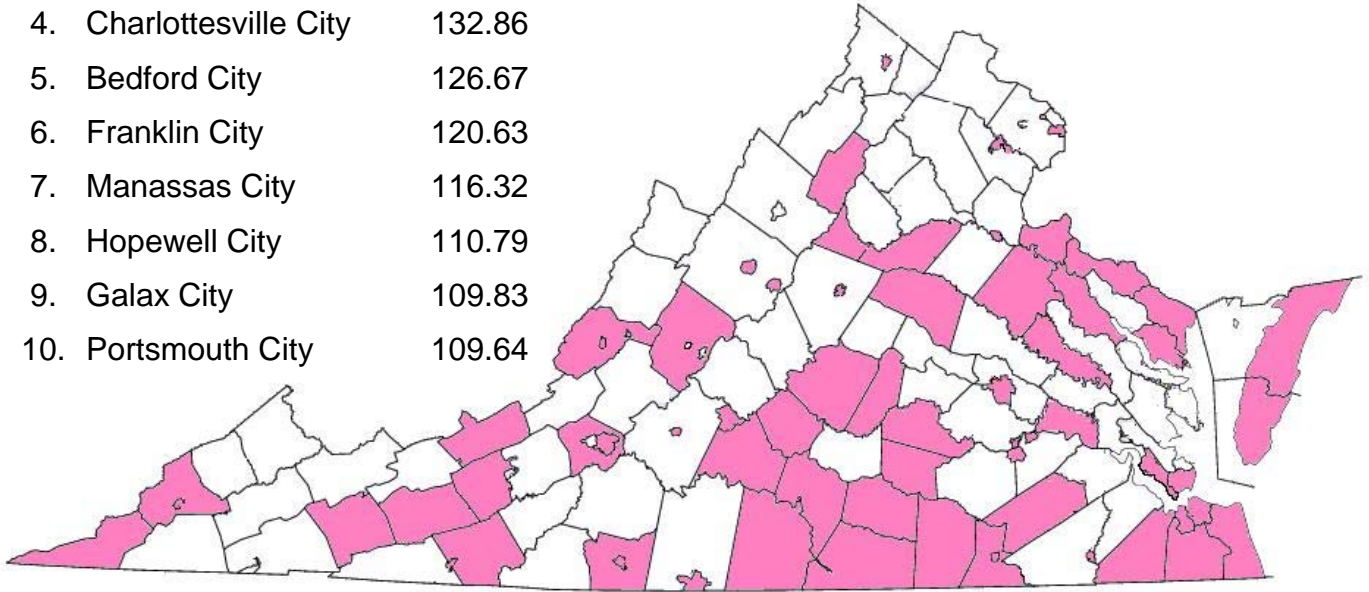 4. Charlottesville City 132.86
5. Bedford City 126.67
6. Franklin City 120.63
7. Manassas City 116.32
8. Hopewell City 110.79
9. Galax City 109.83
10. Portsmouth City 109.64